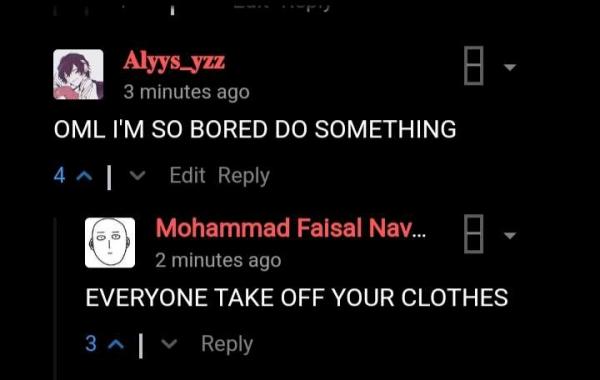 Alyys_yzz
3 minutes ago
OML I'M SO BORED DO SOMETHING
4 Edit Reply
Mohammad Faisal Nav...
2 minutes ago
EVERYONE TAKE OFF YOUR CLOTHES
3 Reply